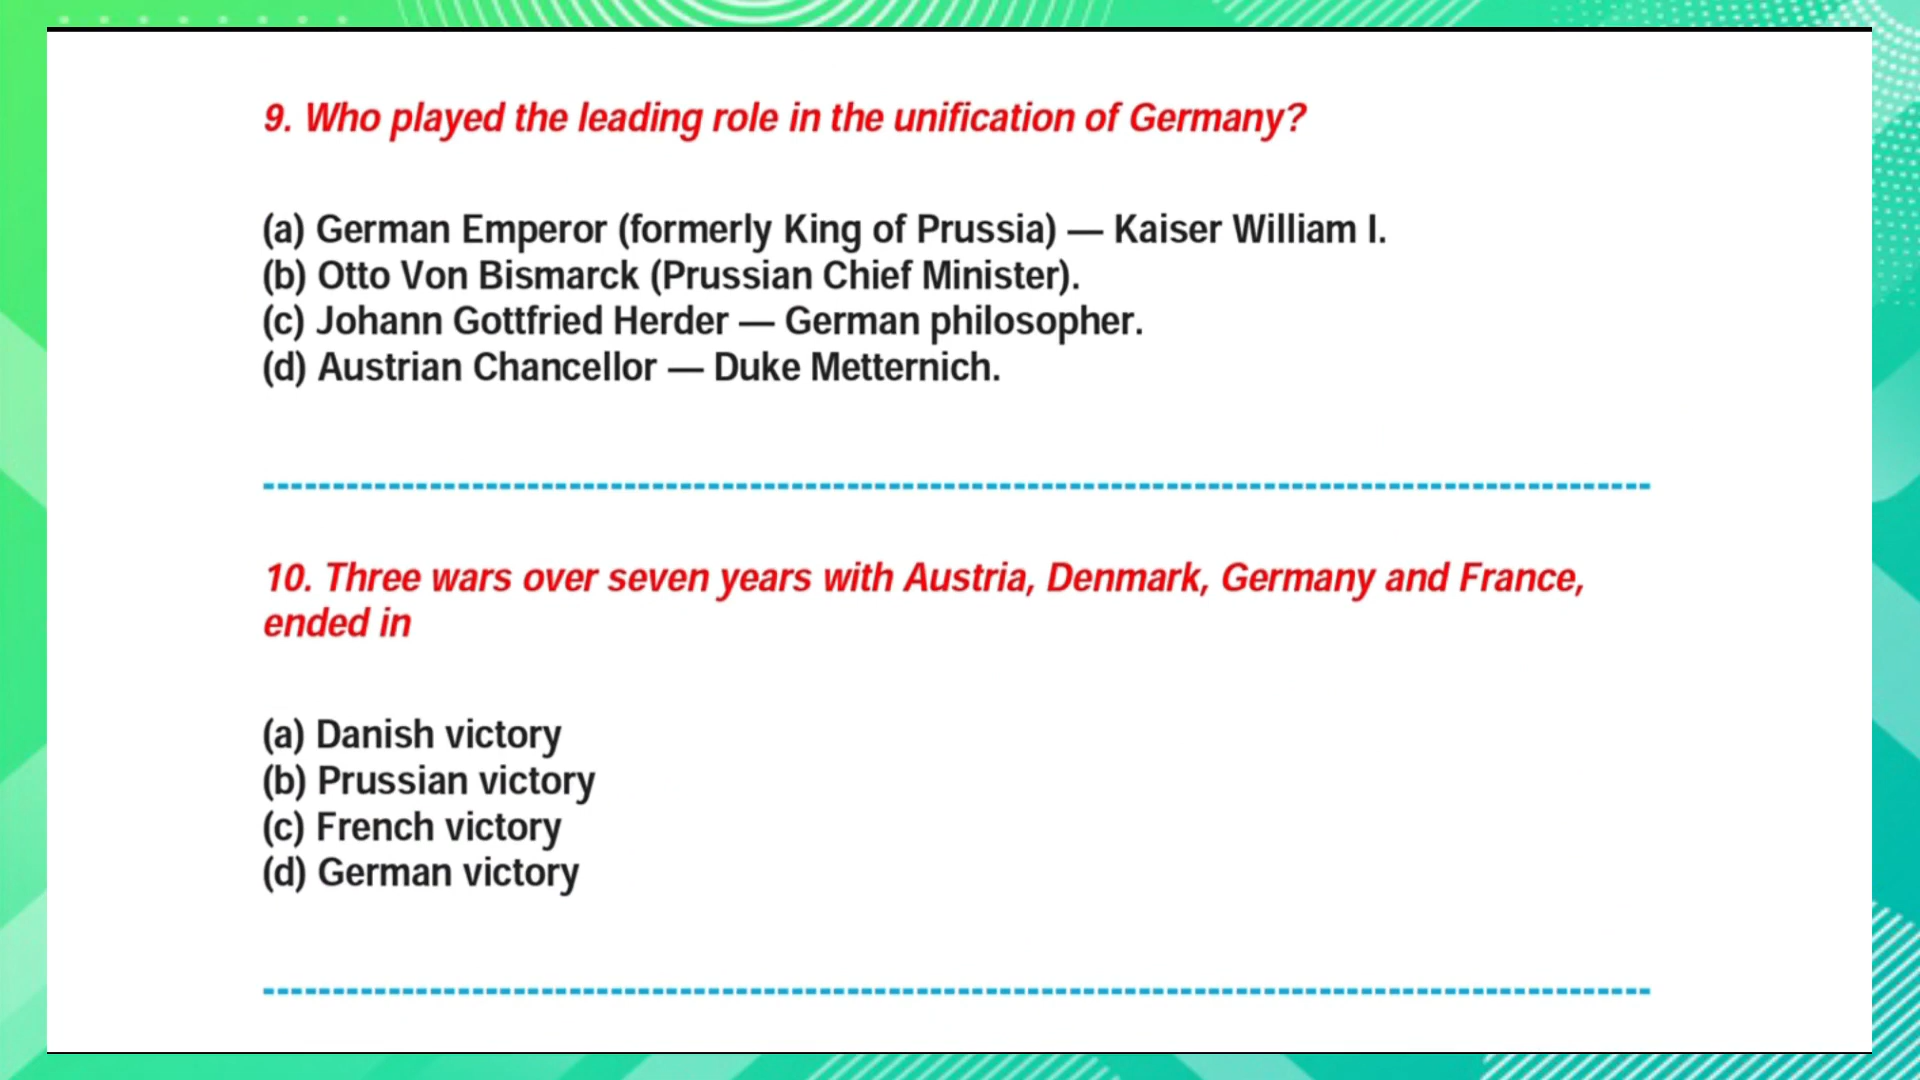 9. Who played the leading role in the unification of Germany?
(a) German Emperor (formerly King of Prussia) — Kaiser William I.
(b) Otto Von Bismarck (Prussian Chief Minister).
(c) Johann Gottfried Herder — German philosopher.
(d) Austrian Chancellor — Duke Metternich.
10. Three wars over seven years with Austria, Denmark, Germany and France,
ended in
(a) Danish victory
(b) Prussian victory
(c) French victory
(d) German victory